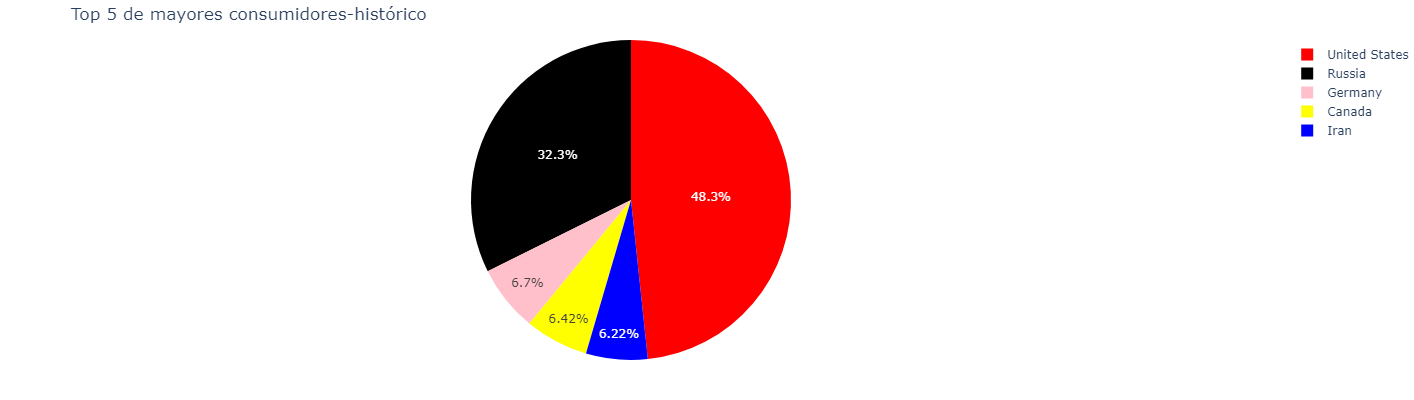 Top 5 de mayores consumidores-histórico
United States
Russia
Germany
Canada
Iran
32.3%
48.3%
6.7%
6.42%
6.22%